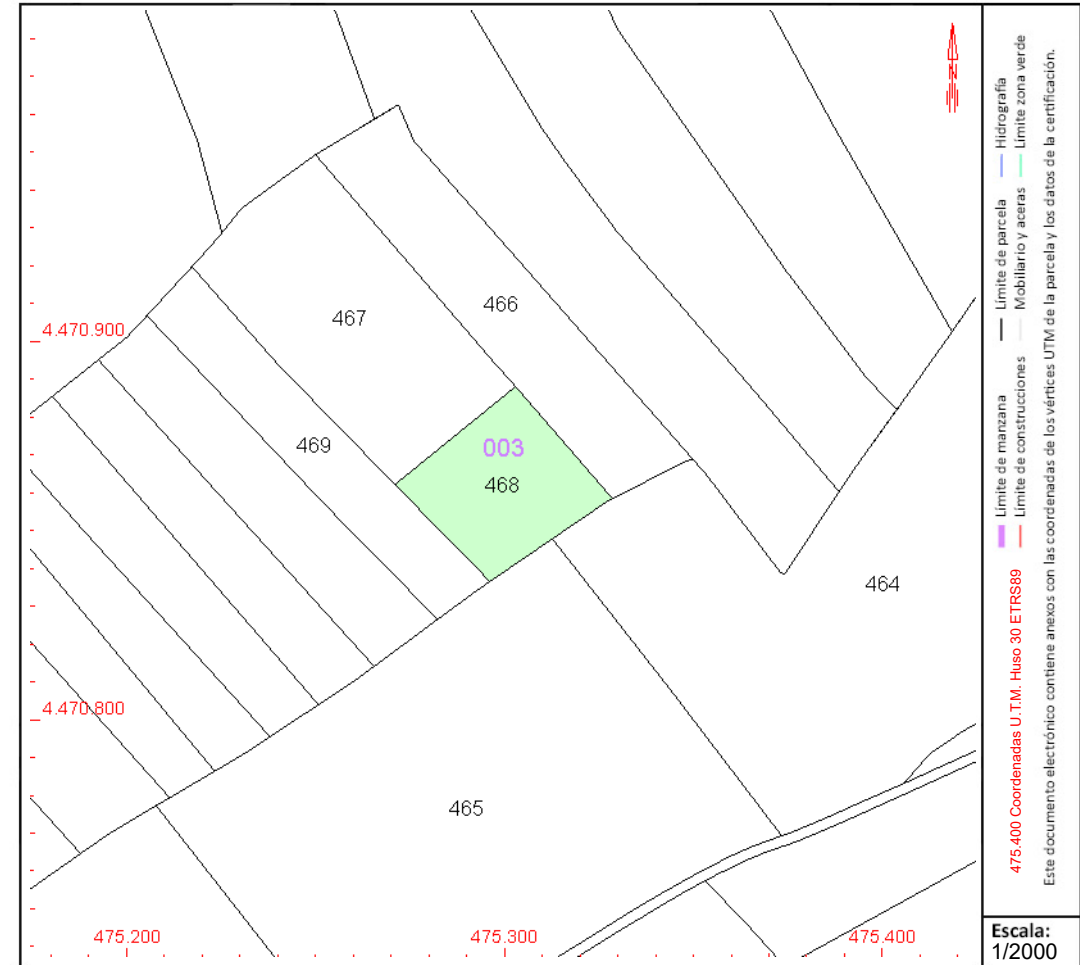 466
467
4.470.900
469
003
468
464
4.470.800
465
475.200
475.300
475.400
N
475.400 Coordenadas U.T.M. Huso 30 ETRS89
Límite de manzana
Límite de parcela
Hidrografía
Límite de construcciones
Mobiliario y aceras
Límite zona verde
Este documento electrónico contiene anexos con las coordenadas de los vértices UTM de la parcela y los datos de la certificación.
Escala:
1/2000